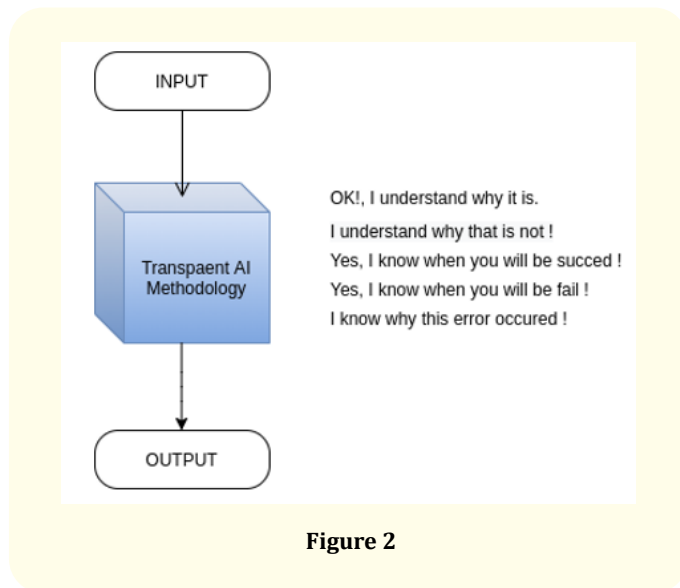 INPUT
Transpaent AI
Methodology
OK!, I understand why it is.
I understand why that is not !
Yes, I know when you will be succed !
Yes, I know when you will be fail !
I know why this error occured !
OUTPUT
Figure 2